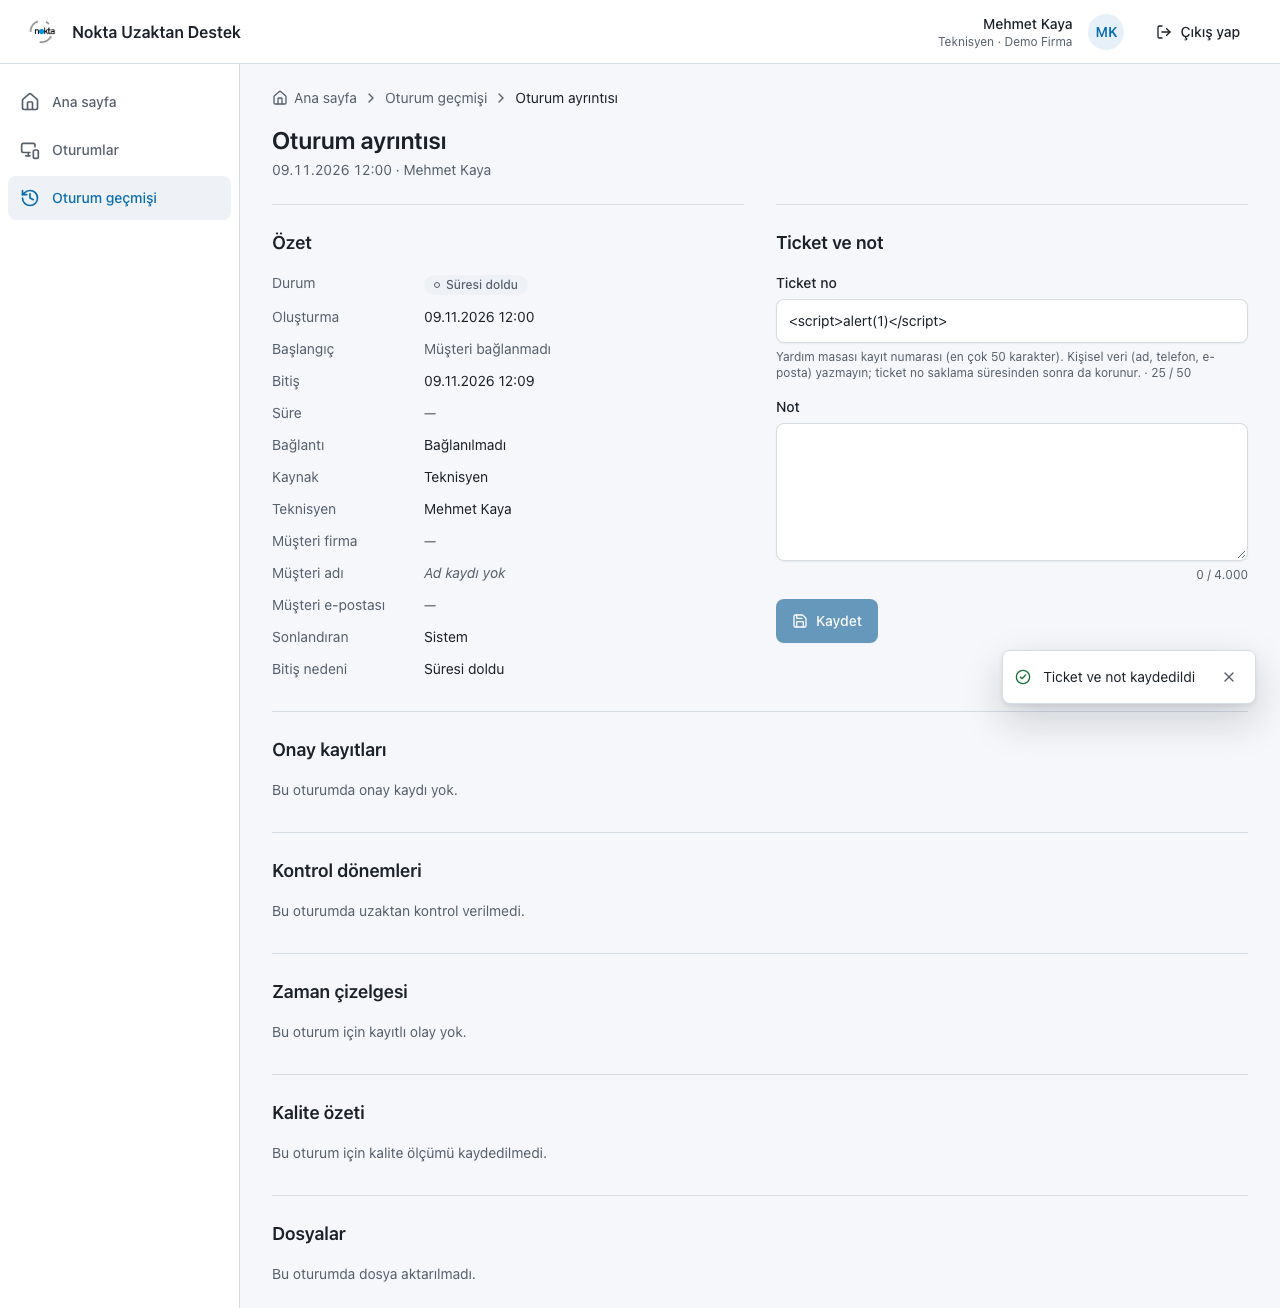 nokta
Nokta Uzaktan Destek
Mehmet Kaya
Teknisyen · Demo Firma
MK
Çıkış yap
Ana sayfa
Oturumlar
Oturum geçmişi
Ana sayfa
Oturum geçmişi
Oturum ayrıntısı
Oturum ayrıntısı
09.11.2026 12:00 · Mehmet Kaya
Özet
Durum
Süresi doldu
Oluşturma
09.11.2026 12:00
Başlangıç
Müşteri bağlanmadı
Bitiş
09.11.2026 12:09
Süre
—
Bağlantı
Bağlanılmadı
Kaynak
Teknisyen
Teknisyen
Mehmet Kaya
Müşteri firma
—
Müşteri adı
Ad kaydı yok
Müşteri e-postası
—
Sonlandıran
Sistem
Bitiş nedeni
Süresi doldu
Ticket ve not
Ticket no
<script>alert(1)</script>
Yardım masası kayıt numarası (en çok 50 karakter). Kişisel veri (ad, telefon, e-
posta) yazmayın; ticket no saklama süresinden sonra da korunur. · 25 / 50
Not
0 / 4.000
Kaydet
Ticket ve not kaydedildi
Onay kayıtları
Bu oturumda onay kaydı yok.
Kontrol dönemleri
Bu oturumda uzaktan kontrol verilmedi.
Zaman çizelgesi
Bu oturum için kayıtlı olay yok.
Kalite özeti
Bu oturum için kalite ölçümü kaydedilmedi.
Dosyalar
Bu oturumda dosya aktarılmadı.